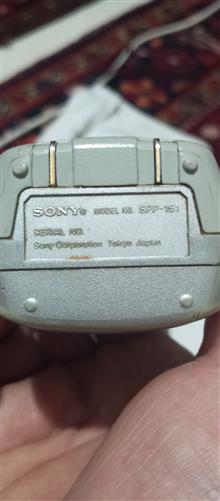 SONY® MODEL NO. SPP-151
SERIAL NO.
Sony Corporation Tokyo Japan